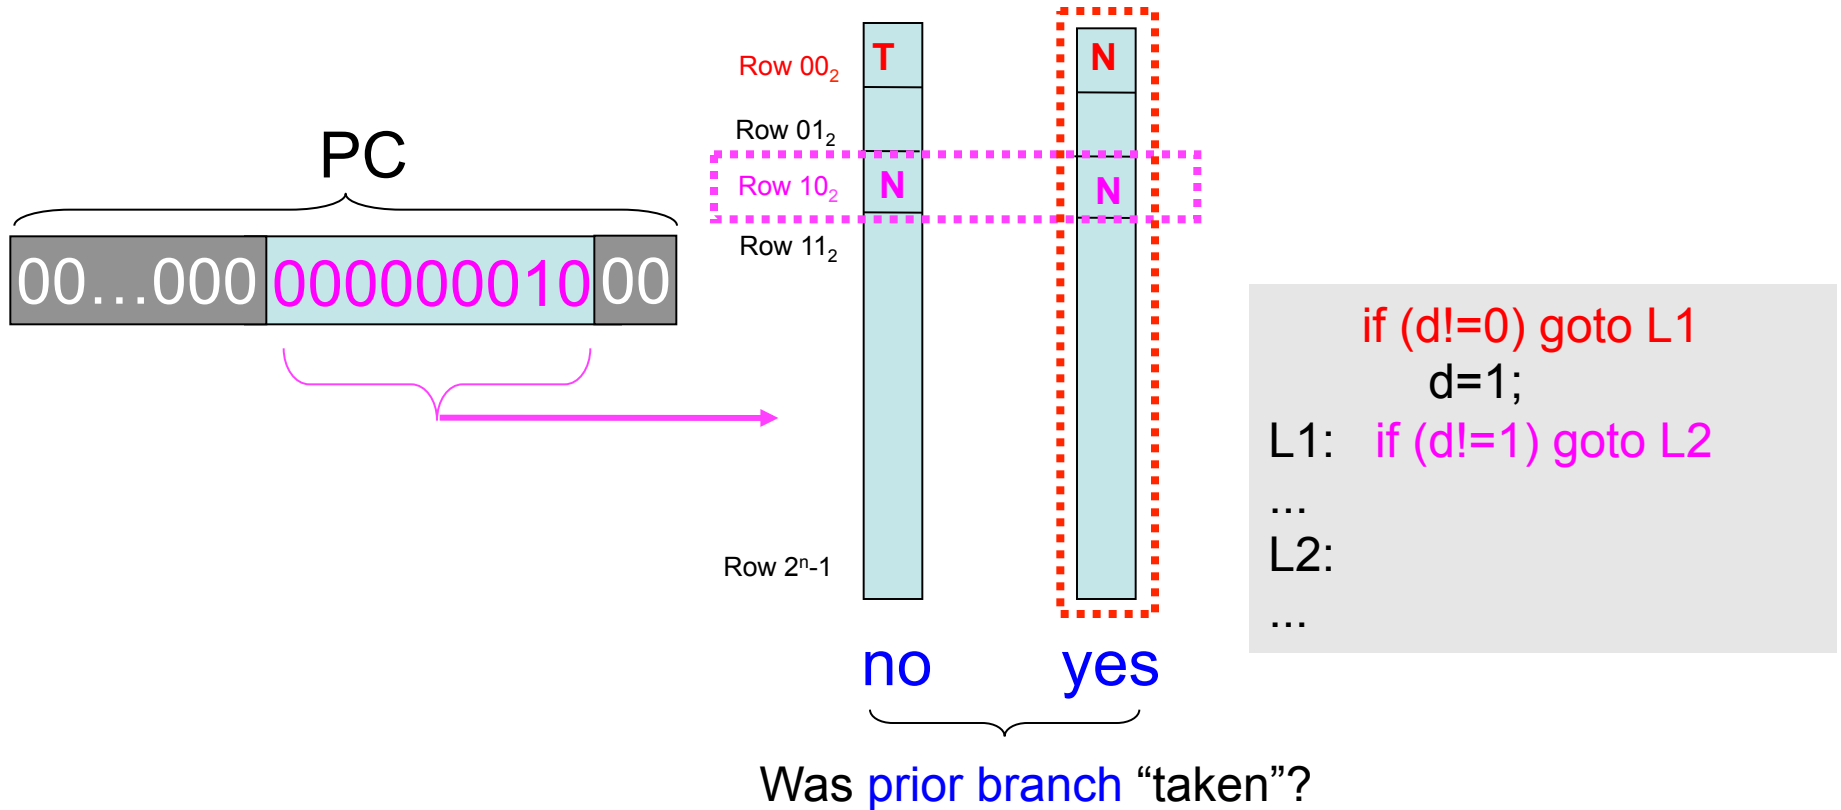 PC
00...000 000000010 00
Row 00₂ T N
Row 01₂
Row 10₂ N N
Row 11₂
Row 2ⁿ-1
no yes
Was prior branch “taken”?
if (d!=0) goto L1
d=1;
L1: if (d!=1) goto L2
...
L2:
...